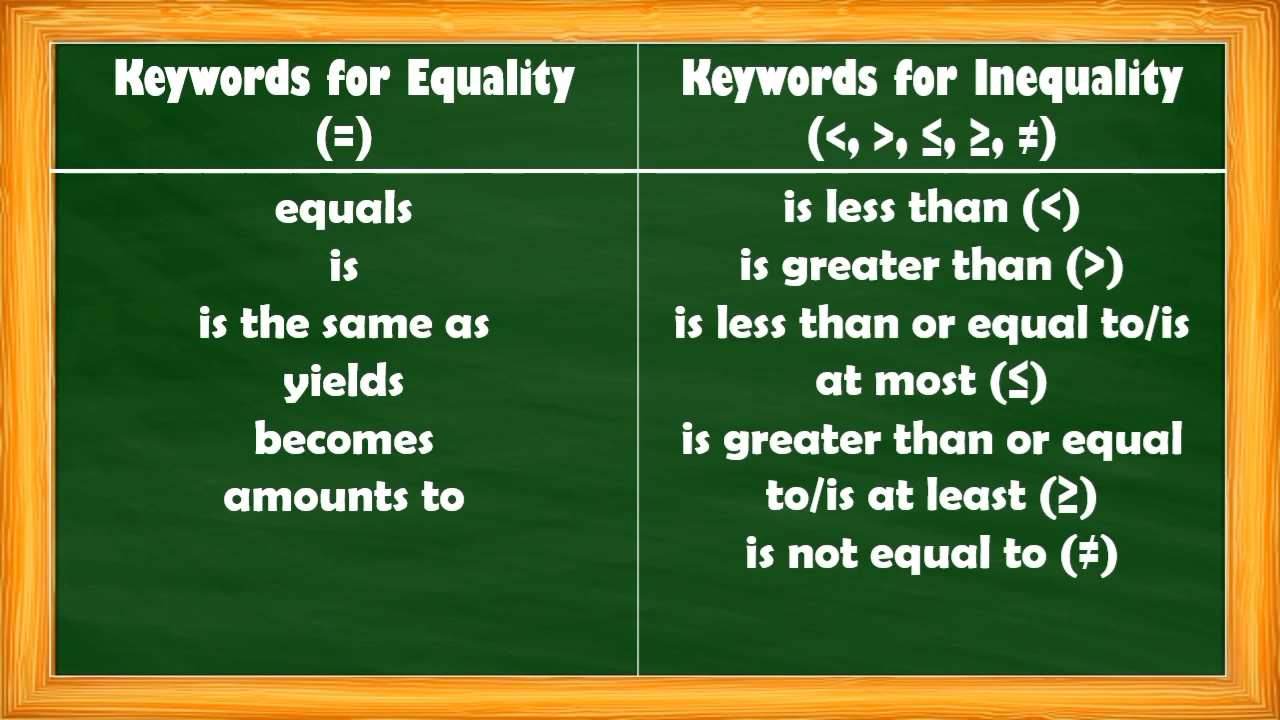 Keywords for Equality
(=)
equals
is
is the same as
yields
becomes
amounts to
Keywords for Inequality
(<, >, ≤, ≥, ≠)
is less than (<)
is greater than (>)
is less than or equal to/is
at most (≤)
is greater than or equal
to/is at least (≥)
is not equal to (≠)